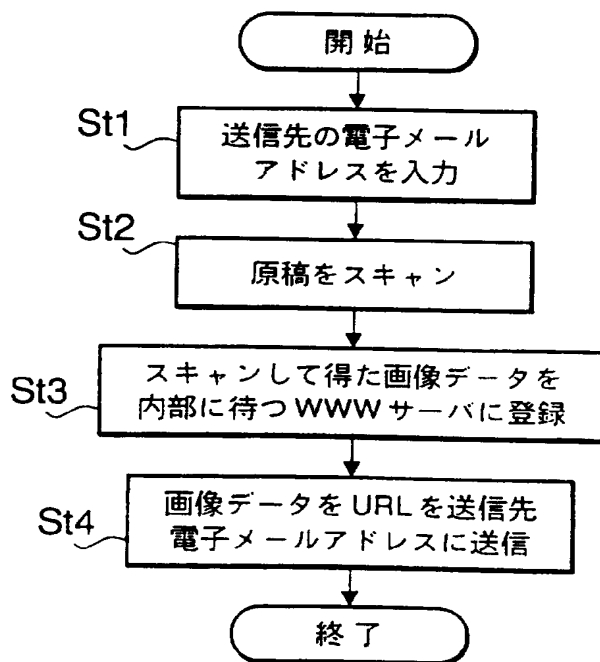 開始
St1
送信先の電子メール
アドレスを入力
St2
原稿をスキャン
St3
スキャンして得た画像データを
内部に待つWWWサーバに登録
St4
画像データをURLを送信先
電子メールアドレスに送信
終了